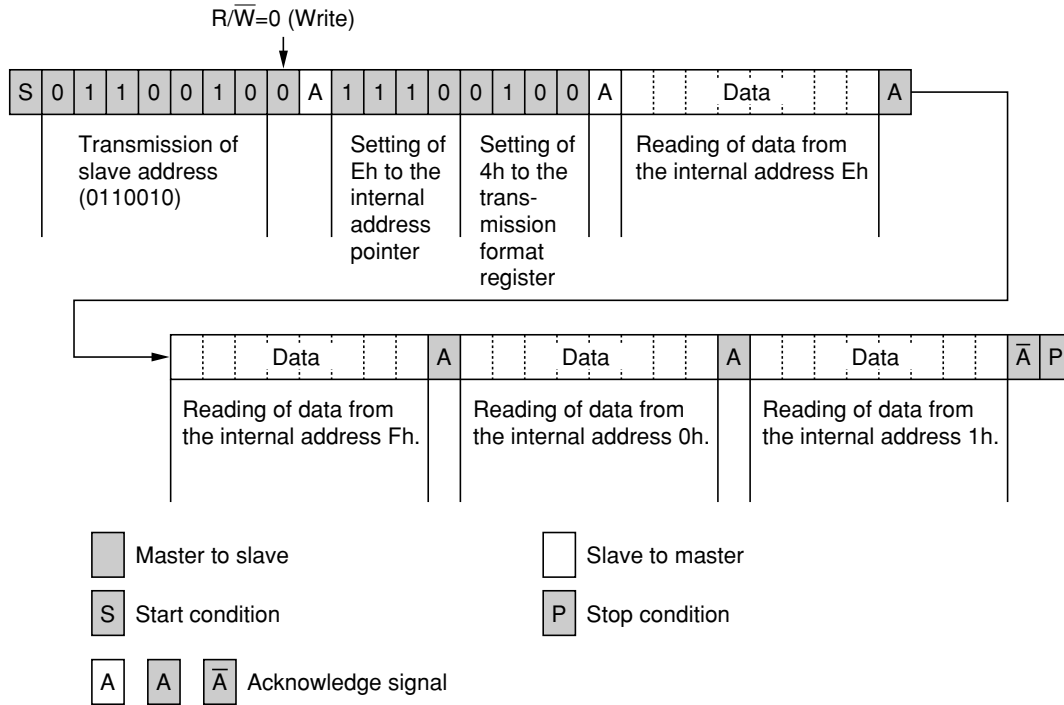 R/W̅=0 (Write)
S 0 1 1 0 0 1 0 0 A 1 1 1 0 0 1 0 0 A Data A
Transmission of
slave address
(0110010)
Setting of
Eh to the
internal
address
pointer
Setting of
4h to the
trans-
mission
format
register
Reading of data from
the internal address Eh
Data A Data A Data A̅ P
Reading of data from
the internal address Fh.
Reading of data from
the internal address 0h.
Reading of data from
the internal address 1h.
Master to slave
Slave to master
S Start condition
P Stop condition
A A A̅ Acknowledge signal